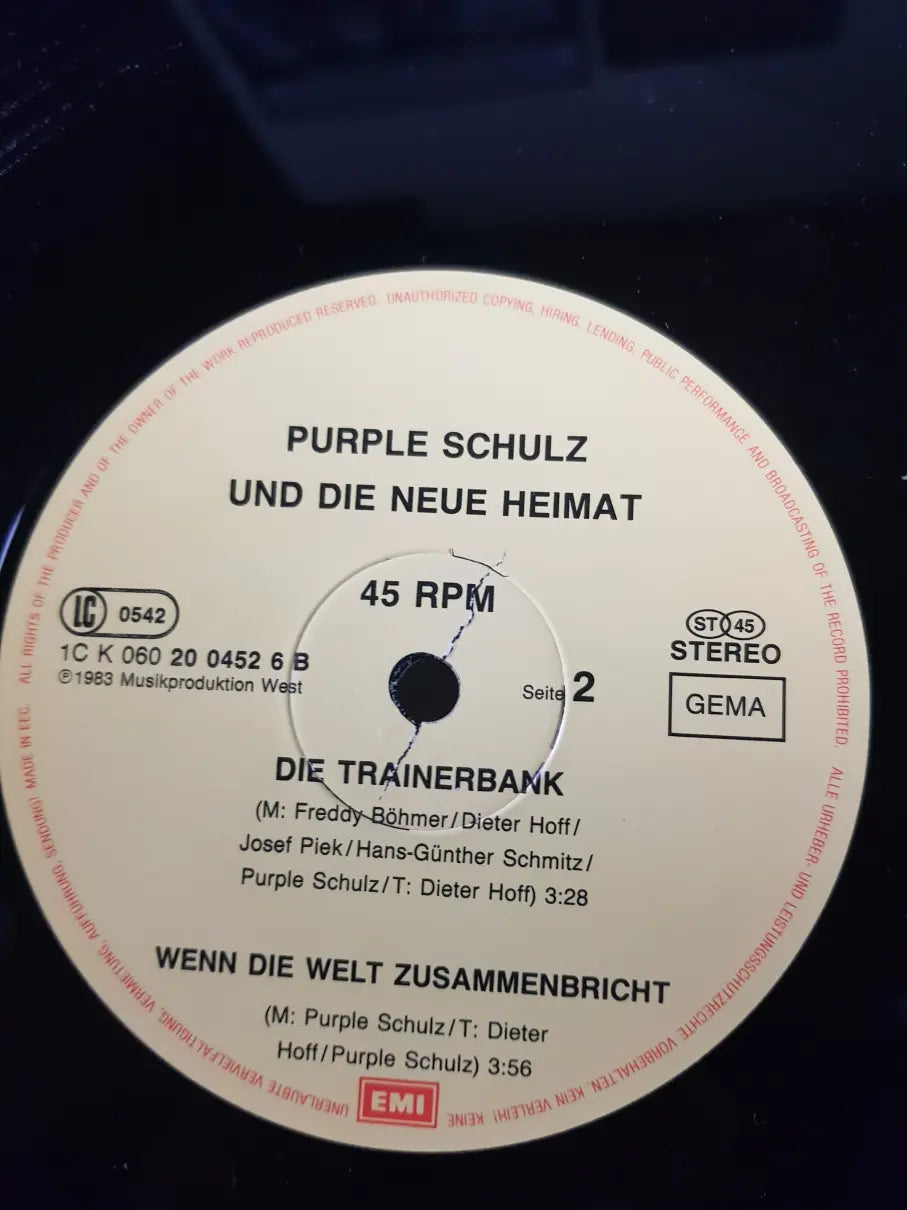 ALL RIGHTS OF THE PRODUCER AND OF THE OWNER OF THE WORK REPRODUCED RESERVED. UNAUTHORIZED COPYING, HIRING, LENDING, PUBLIC PERFORMANCE AND BROADCASTING OF THE RECORD PROHIBITED.
PURPLE SCHULZ
UND DIE NEUE HEIMAT
45 RPM
LC 0542
1C K 060 20 0452 6 B
℗1983 Musikproduktion West
Seite 2
ST 45
STEREO
GEMA
DIE TRAINERBANK
(M: Freddy Böhmer/Dieter Hoff/
Josef Piek/Hans-Günther Schmitz/
Purple Schulz/T: Dieter Hoff) 3:28
WENN DIE WELT ZUSAMMENBRICHT
(M: Purple Schulz/T: Dieter
Hoff/Purple Schulz) 3:56
EMI
ALLE URHEBER- UND LEISTUNGSSCHUTZRECHTE VORBEHALTEN. KEIN VERLEIH! KEINE
UNERLAUBTE VERVIELFÄLTIGUNG, VERMIETUNG, AUFFÜHRUNG, SENDUNG! MADE IN EEC.